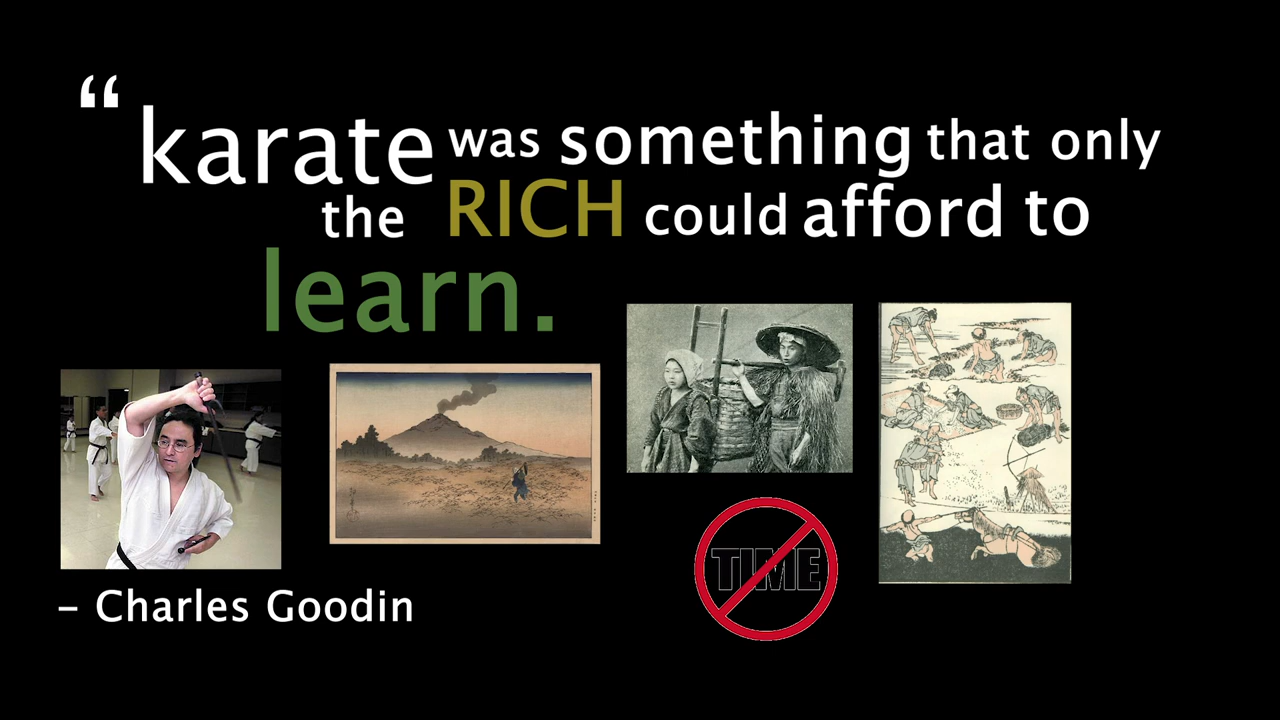 “karate was something that only
the RICH could afford to
learn.
TIME
– Charles Goodin